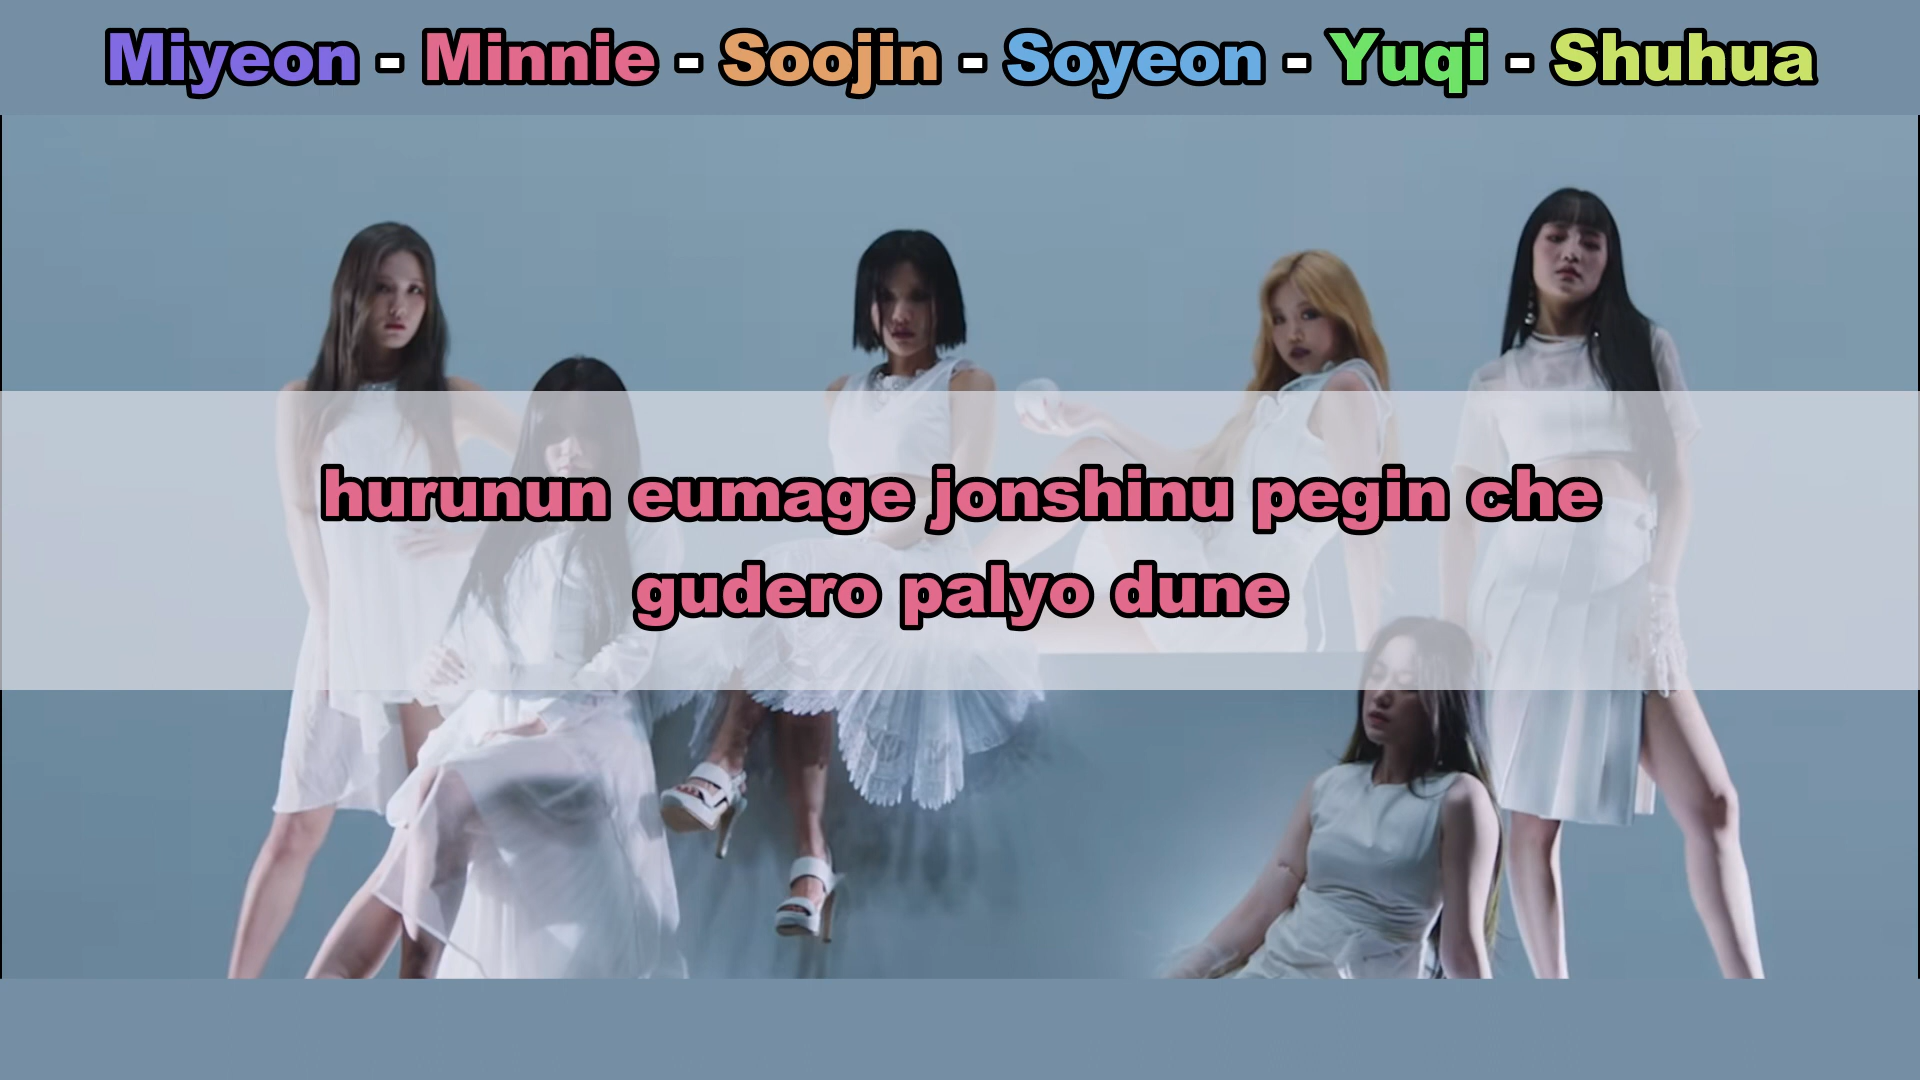 Miyeon - Minnie - Soojin - Soyeon - Yuqi - Shuhua
hurunun eumage jonshinu pegin che
gudero palyo dune